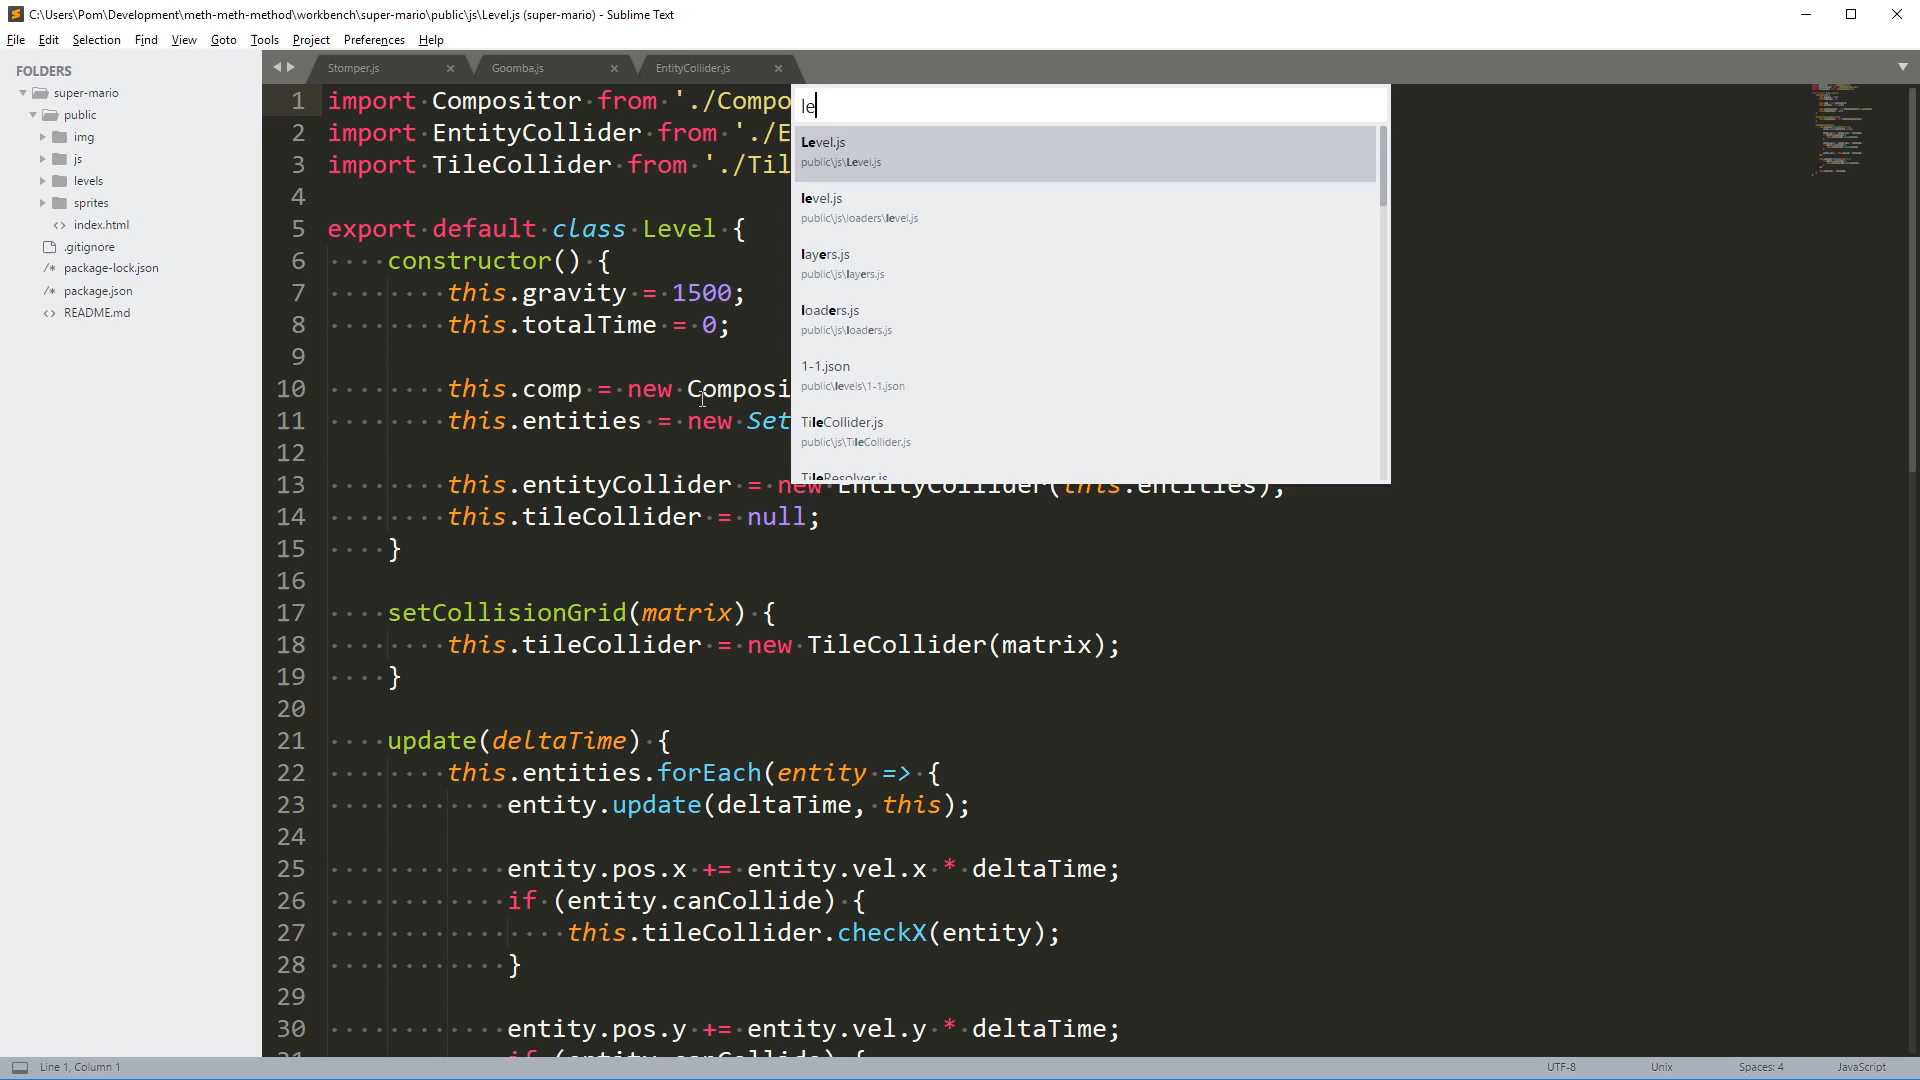 C:\Users\Pom\Development\meth-meth-method\workbench\super-mario\public\js\Level.js (super-mario) - Sublime Text
File Edit Selection Find View Goto Tools Project Preferences Help
FOLDERS
super-mario
public
img
js
levels
sprites
index.html
.gitignore
package-lock.json
package.json
README.md
Stomper.js
Goomba.js
EntityCollider.js
le
Level.js
public\js\Level.js
level.js
public\js\loaders\level.js
layers.js
public\js\layers.js
loaders.js
public\js\loaders.js
1-1.json
public\levels\1-1.json
TileCollider.js
public\js\TileCollider.js
TileResolver.js
1 import Compositor from './Compo
2 import EntityCollider from './E
3 import TileCollider from './Til
4
5 export default class Level {
6 constructor() {
7 this.gravity = 1500;
8 this.totalTime = 0;
9
10 this.comp = new Composi
11 this.entities = new Set
12
13 this.entityCollider = new EntityCollider(this.entities);
14 this.tileCollider = null;
15 }
16
17 setCollisionGrid(matrix) {
18 this.tileCollider = new TileCollider(matrix);
19 }
20
21 update(deltaTime) {
22 this.entities.forEach(entity => {
23 entity.update(deltaTime, this);
24
25 entity.pos.x += entity.vel.x * deltaTime;
26 if (entity.canCollide) {
27 this.tileCollider.checkX(entity);
28 }
29
30 entity.pos.y += entity.vel.y * deltaTime;
31 if (entity.canCollide) {
Line 1, Column 1
UTF-8
Unix
Spaces: 4
JavaScript